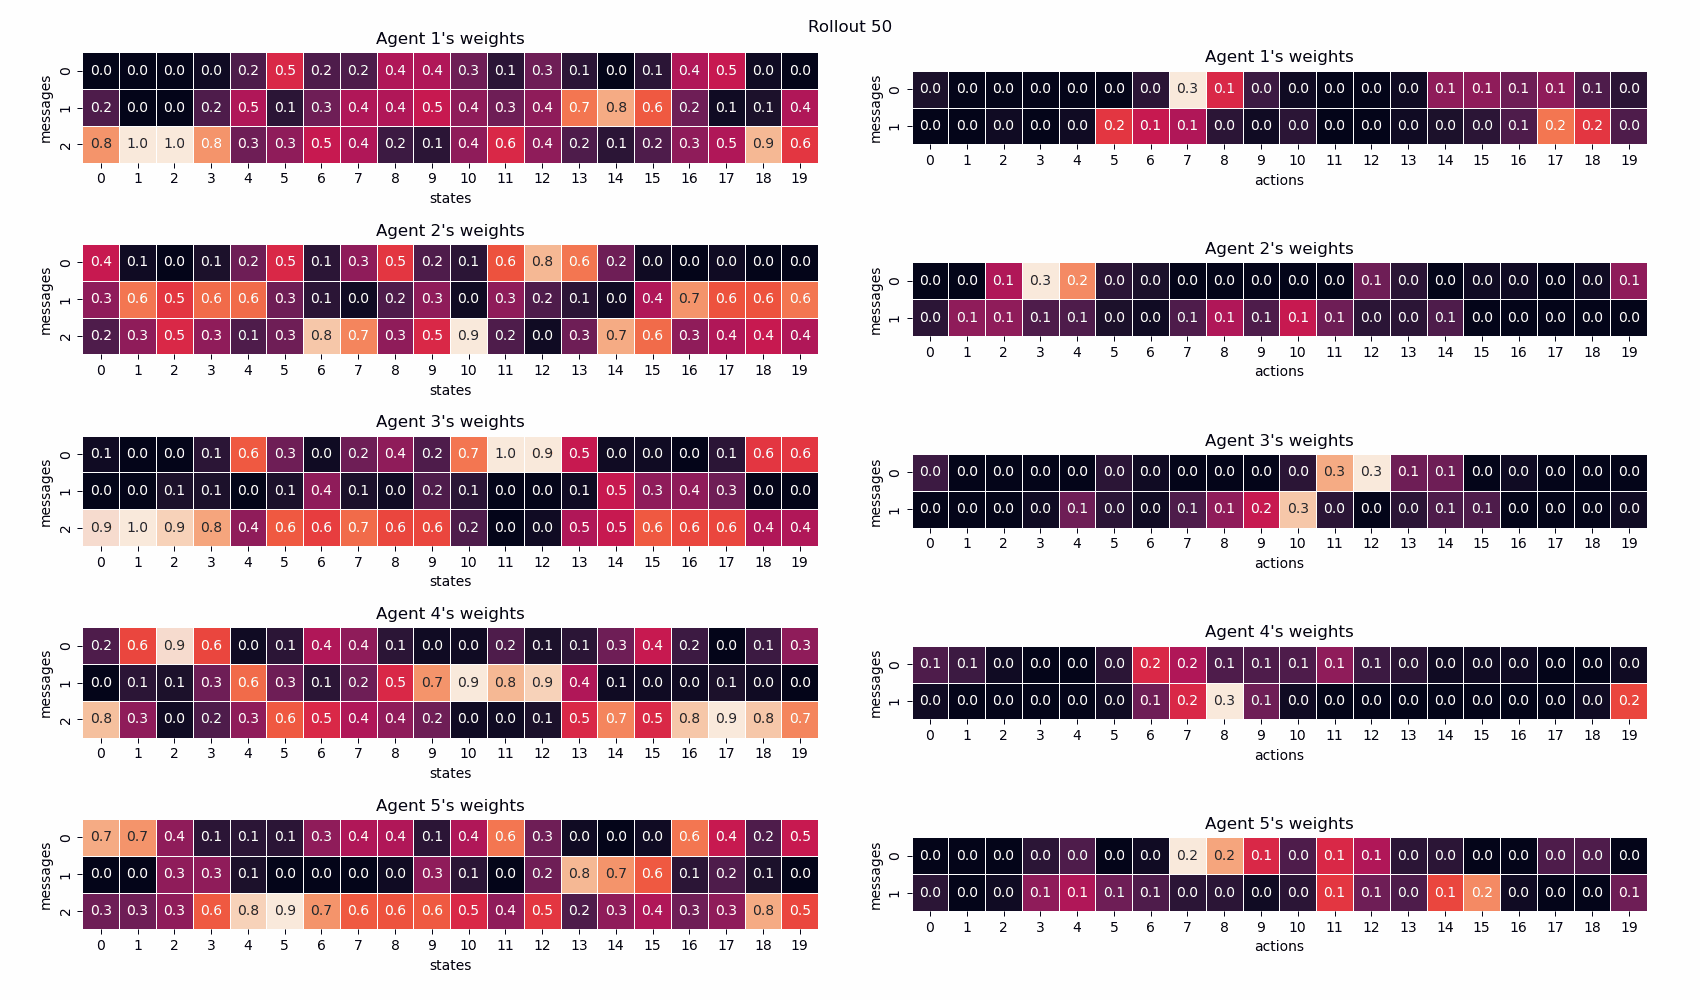 Rollout 50
Agent 1's weights
messages
0 0.0 0.0 0.0 0.0 0.2 0.5 0.2 0.2 0.4 0.4 0.3 0.1 0.3 0.1 0.0 0.1 0.4 0.5 0.0 0.0
1 0.2 0.0 0.0 0.2 0.5 0.1 0.3 0.4 0.4 0.5 0.4 0.3 0.4 0.7 0.8 0.6 0.2 0.1 0.1 0.4
2 0.8 1.0 1.0 0.8 0.3 0.3 0.5 0.4 0.2 0.1 0.4 0.6 0.4 0.2 0.1 0.2 0.3 0.5 0.9 0.6
0 1 2 3 4 5 6 7 8 9 10 11 12 13 14 15 16 17 18 19
states
Agent 1's weights
messages
0 0.0 0.0 0.0 0.0 0.0 0.0 0.0 0.3 0.1 0.0 0.0 0.0 0.0 0.0 0.1 0.1 0.1 0.1 0.1 0.0
1 0.0 0.0 0.0 0.0 0.0 0.2 0.1 0.1 0.0 0.0 0.0 0.0 0.0 0.0 0.0 0.0 0.1 0.2 0.2 0.0
0 1 2 3 4 5 6 7 8 9 10 11 12 13 14 15 16 17 18 19
actions
Agent 2's weights
messages
0 0.4 0.1 0.0 0.1 0.2 0.5 0.1 0.3 0.5 0.2 0.1 0.6 0.8 0.6 0.2 0.0 0.0 0.0 0.0 0.0
1 0.3 0.6 0.5 0.6 0.6 0.3 0.1 0.0 0.2 0.3 0.0 0.3 0.2 0.1 0.0 0.4 0.7 0.6 0.6 0.6
2 0.2 0.3 0.5 0.3 0.1 0.3 0.8 0.7 0.3 0.5 0.9 0.2 0.0 0.3 0.7 0.6 0.3 0.4 0.4 0.4
0 1 2 3 4 5 6 7 8 9 10 11 12 13 14 15 16 17 18 19
states
Agent 2's weights
messages
0 0.0 0.0 0.1 0.3 0.2 0.0 0.0 0.0 0.0 0.0 0.0 0.0 0.1 0.0 0.0 0.0 0.0 0.0 0.0 0.1
1 0.0 0.1 0.1 0.1 0.1 0.0 0.0 0.1 0.1 0.1 0.1 0.1 0.0 0.0 0.1 0.0 0.0 0.0 0.0 0.0
0 1 2 3 4 5 6 7 8 9 10 11 12 13 14 15 16 17 18 19
actions
Agent 3's weights
messages
0 0.1 0.0 0.0 0.1 0.6 0.3 0.0 0.2 0.4 0.2 0.7 1.0 0.9 0.5 0.0 0.0 0.0 0.1 0.6 0.6
1 0.0 0.0 0.1 0.1 0.0 0.1 0.4 0.1 0.0 0.2 0.1 0.0 0.0 0.1 0.5 0.3 0.4 0.3 0.0 0.0
2 0.9 1.0 0.9 0.8 0.4 0.6 0.6 0.7 0.6 0.6 0.2 0.0 0.0 0.5 0.5 0.6 0.6 0.6 0.4 0.4
0 1 2 3 4 5 6 7 8 9 10 11 12 13 14 15 16 17 18 19
states
Agent 3's weights
messages
0 0.0 0.0 0.0 0.0 0.0 0.0 0.0 0.0 0.0 0.0 0.0 0.3 0.3 0.1 0.1 0.0 0.0 0.0 0.0 0.0
1 0.0 0.0 0.0 0.0 0.1 0.0 0.0 0.1 0.1 0.2 0.3 0.0 0.0 0.0 0.1 0.1 0.0 0.0 0.0 0.0
0 1 2 3 4 5 6 7 8 9 10 11 12 13 14 15 16 17 18 19
actions
Agent 4's weights
messages
0 0.2 0.6 0.9 0.6 0.0 0.1 0.4 0.4 0.1 0.0 0.0 0.2 0.1 0.1 0.3 0.4 0.2 0.0 0.1 0.3
1 0.0 0.1 0.1 0.3 0.6 0.3 0.1 0.2 0.5 0.7 0.9 0.8 0.9 0.4 0.1 0.0 0.0 0.1 0.0 0.0
2 0.8 0.3 0.0 0.2 0.3 0.6 0.5 0.4 0.4 0.2 0.0 0.0 0.1 0.5 0.7 0.5 0.8 0.9 0.8 0.7
0 1 2 3 4 5 6 7 8 9 10 11 12 13 14 15 16 17 18 19
states
Agent 4's weights
messages
0 0.1 0.1 0.0 0.0 0.0 0.0 0.2 0.2 0.1 0.1 0.1 0.1 0.1 0.0 0.0 0.0 0.0 0.0 0.0 0.0
1 0.0 0.0 0.0 0.0 0.0 0.0 0.1 0.2 0.3 0.1 0.0 0.0 0.0 0.0 0.0 0.0 0.0 0.0 0.0 0.2
0 1 2 3 4 5 6 7 8 9 10 11 12 13 14 15 16 17 18 19
actions
Agent 5's weights
messages
0 0.7 0.7 0.4 0.1 0.1 0.1 0.3 0.4 0.4 0.1 0.4 0.6 0.3 0.0 0.0 0.0 0.6 0.4 0.2 0.5
1 0.0 0.0 0.3 0.3 0.1 0.0 0.0 0.0 0.0 0.3 0.1 0.0 0.2 0.8 0.7 0.6 0.1 0.2 0.1 0.0
2 0.3 0.3 0.3 0.6 0.8 0.9 0.7 0.6 0.6 0.6 0.5 0.4 0.5 0.2 0.3 0.4 0.3 0.3 0.8 0.5
0 1 2 3 4 5 6 7 8 9 10 11 12 13 14 15 16 17 18 19
states
Agent 5's weights
messages
0 0.0 0.0 0.0 0.0 0.0 0.0 0.0 0.2 0.2 0.1 0.0 0.1 0.1 0.0 0.0 0.0 0.0 0.0 0.0 0.0
1 0.0 0.0 0.0 0.1 0.1 0.1 0.1 0.0 0.0 0.0 0.0 0.1 0.1 0.0 0.1 0.2 0.0 0.0 0.0 0.1
0 1 2 3 4 5 6 7 8 9 10 11 12 13 14 15 16 17 18 19
actions